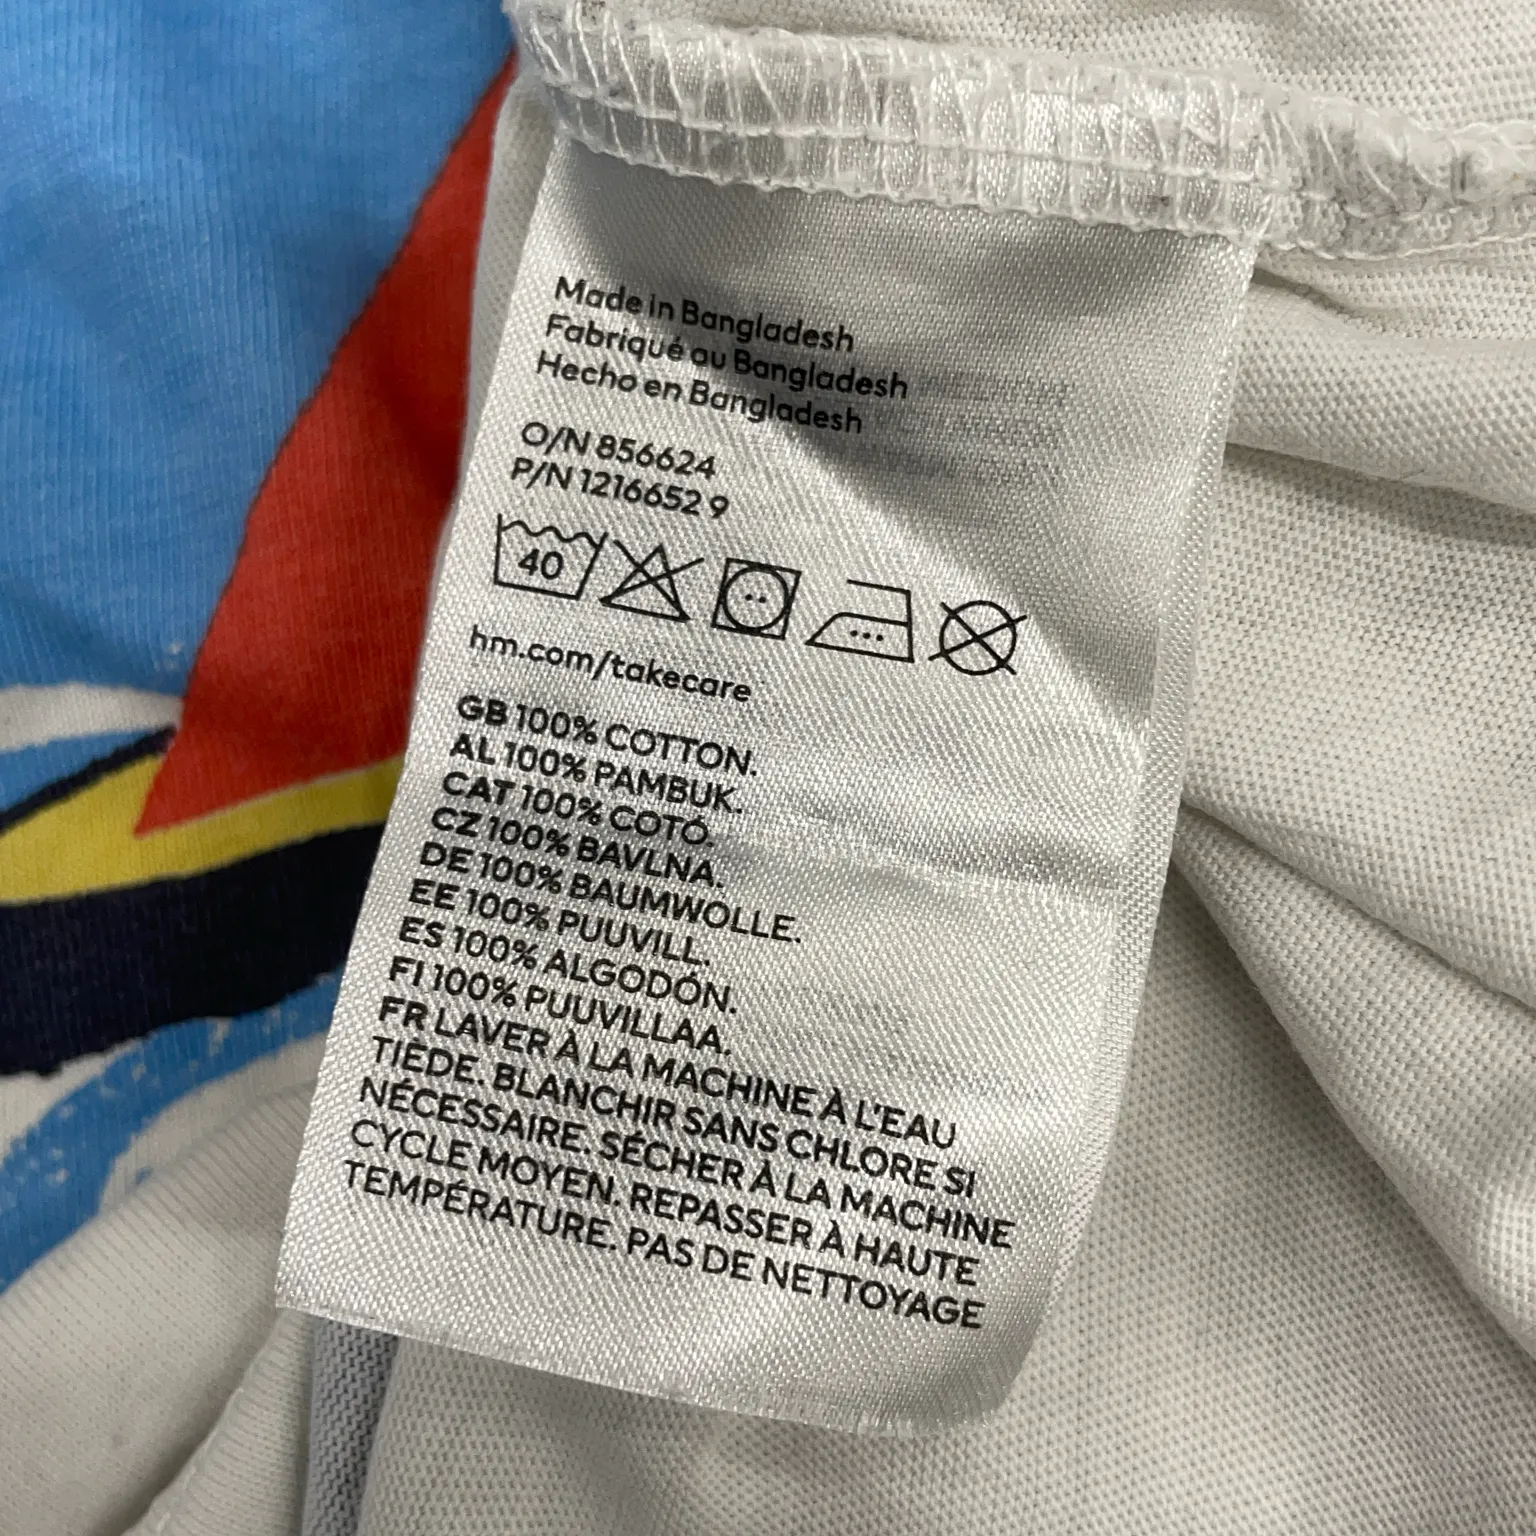 Made in Bangladesh
Fabriqué au Bangladesh
Hecho en Bangladesh
O/N 856624
P/N 1216652 9
40
hm.com/takecare
GB 100% COTTON.
AL 100% PAMBUK.
CAT 100% COTÓ.
CZ 100% BAVLNA.
DE 100% BAUMWOLLE.
EE 100% PUUVILL.
ES 100% ALGODÓN.
FI 100% PUUVILLAA.
FR LAVER À LA MACHINE À L'EAU
TIÈDE. BLANCHIR SANS CHLORE SI
NÉCESSAIRE. SÉCHER À LA MACHINE
CYCLE MOYEN. REPASSER À HAUTE
TEMPÉRATURE. PAS DE NETTOYAGE